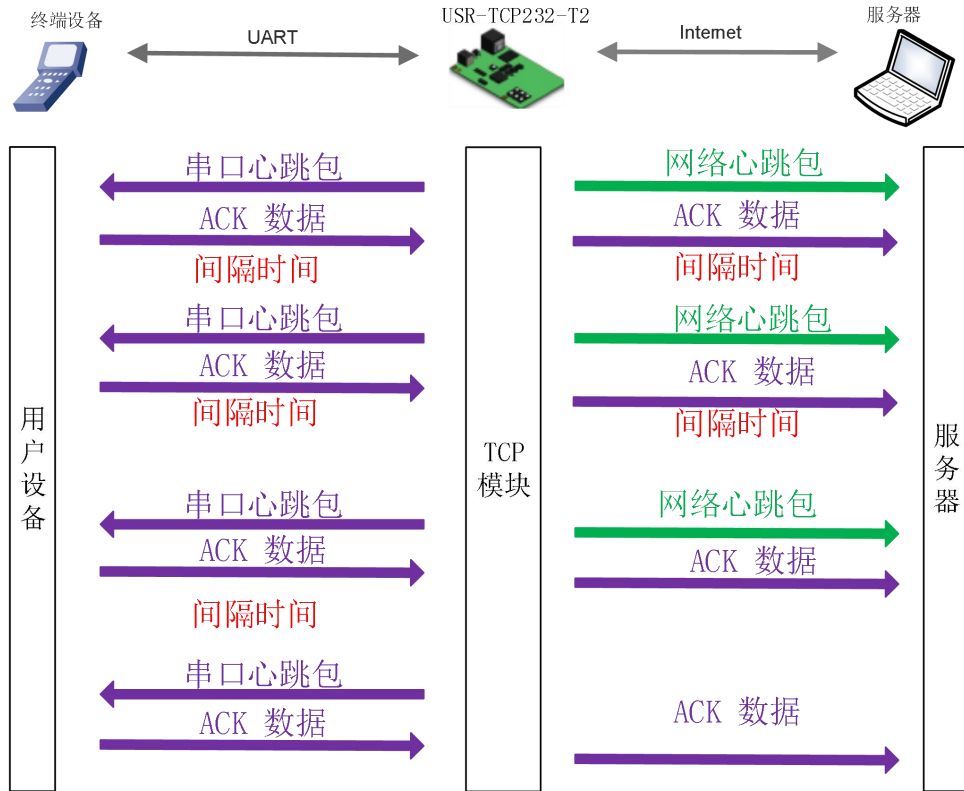 终端设备
UART
USR-TCP232-T2
Internet
服务器
串口心跳包
网络心跳包
ACK 数据
ACK 数据
间隔时间
间隔时间
串口心跳包
网络心跳包
ACK 数据
ACK 数据
间隔时间
间隔时间
用户设备
TCP
模块
服务器
串口心跳包
网络心跳包
ACK 数据
ACK 数据
间隔时间
串口心跳包
ACK 数据
ACK 数据